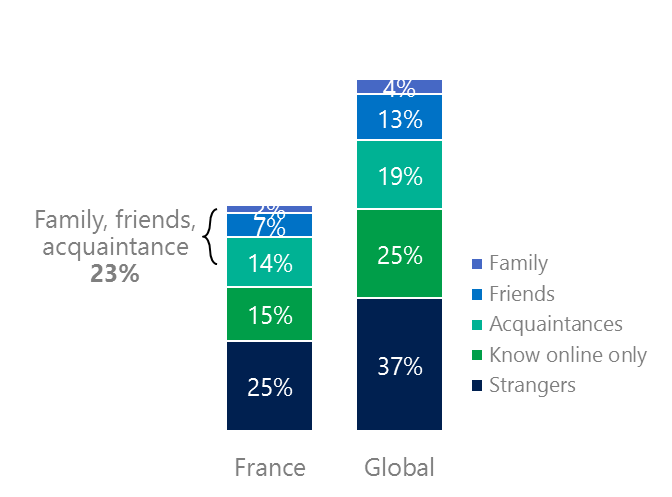 4%
13%
19%
25%
37%
2%
7%
14%
15%
25%
Family, friends,
acquaintance
23%
Family
Friends
Acquaintances
Know online only
Strangers
France
Global